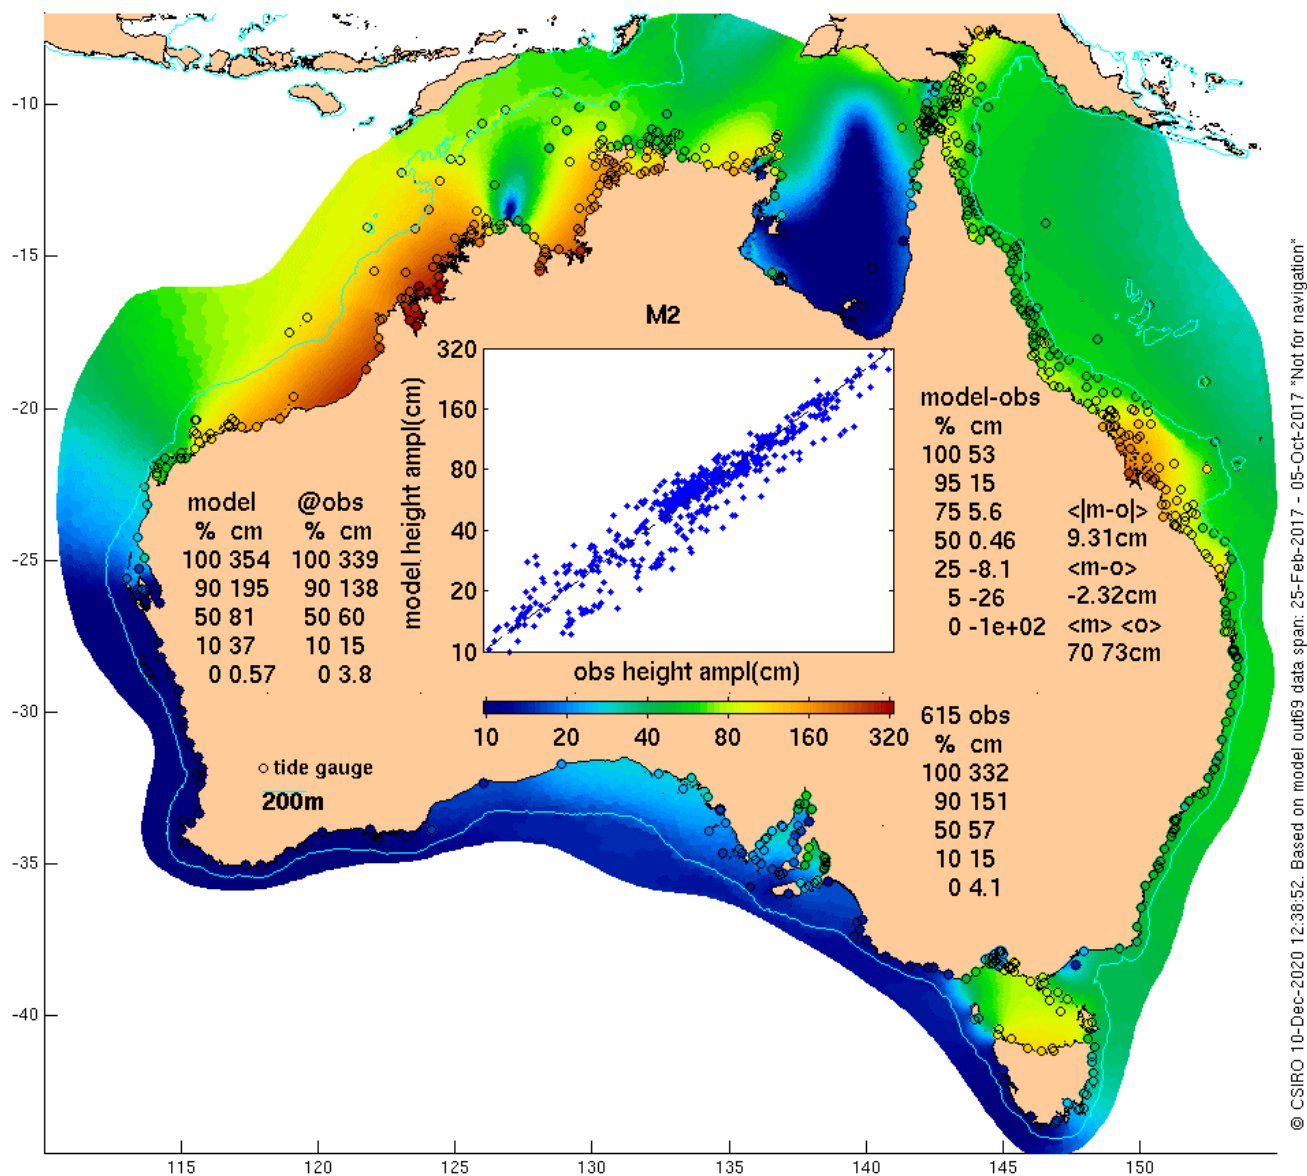 -10
-15
-20
-25
-30
-35
-40
M2
320
160
80
40
20
10
model height ampl(cm)
obs height ampl(cm)
10 20 40 80 160 320
model @obs
% cm % cm
100 354 100 339
90 195 90 138
50 81 50 60
10 37 10 15
0 0.57 0 3.8
model-obs
% cm
100 53
95 15
75 5.6
50 0.46
25 -8.1
5 -26
0 -1e+02
<|m-o|>
9.31cm
<m-o>
-2.32cm
<m> <o>
70 73cm
615 obs
% cm
100 332
90 151
50 57
10 15
0 4.1
tide gauge
200m
115 120 125 130 135 140 145 150
© CSIRO 10-Dec-2020 12:38:52. Based on model out69 data span: 25-Feb-2017 - 05-Oct-2017 "Not for navigation"